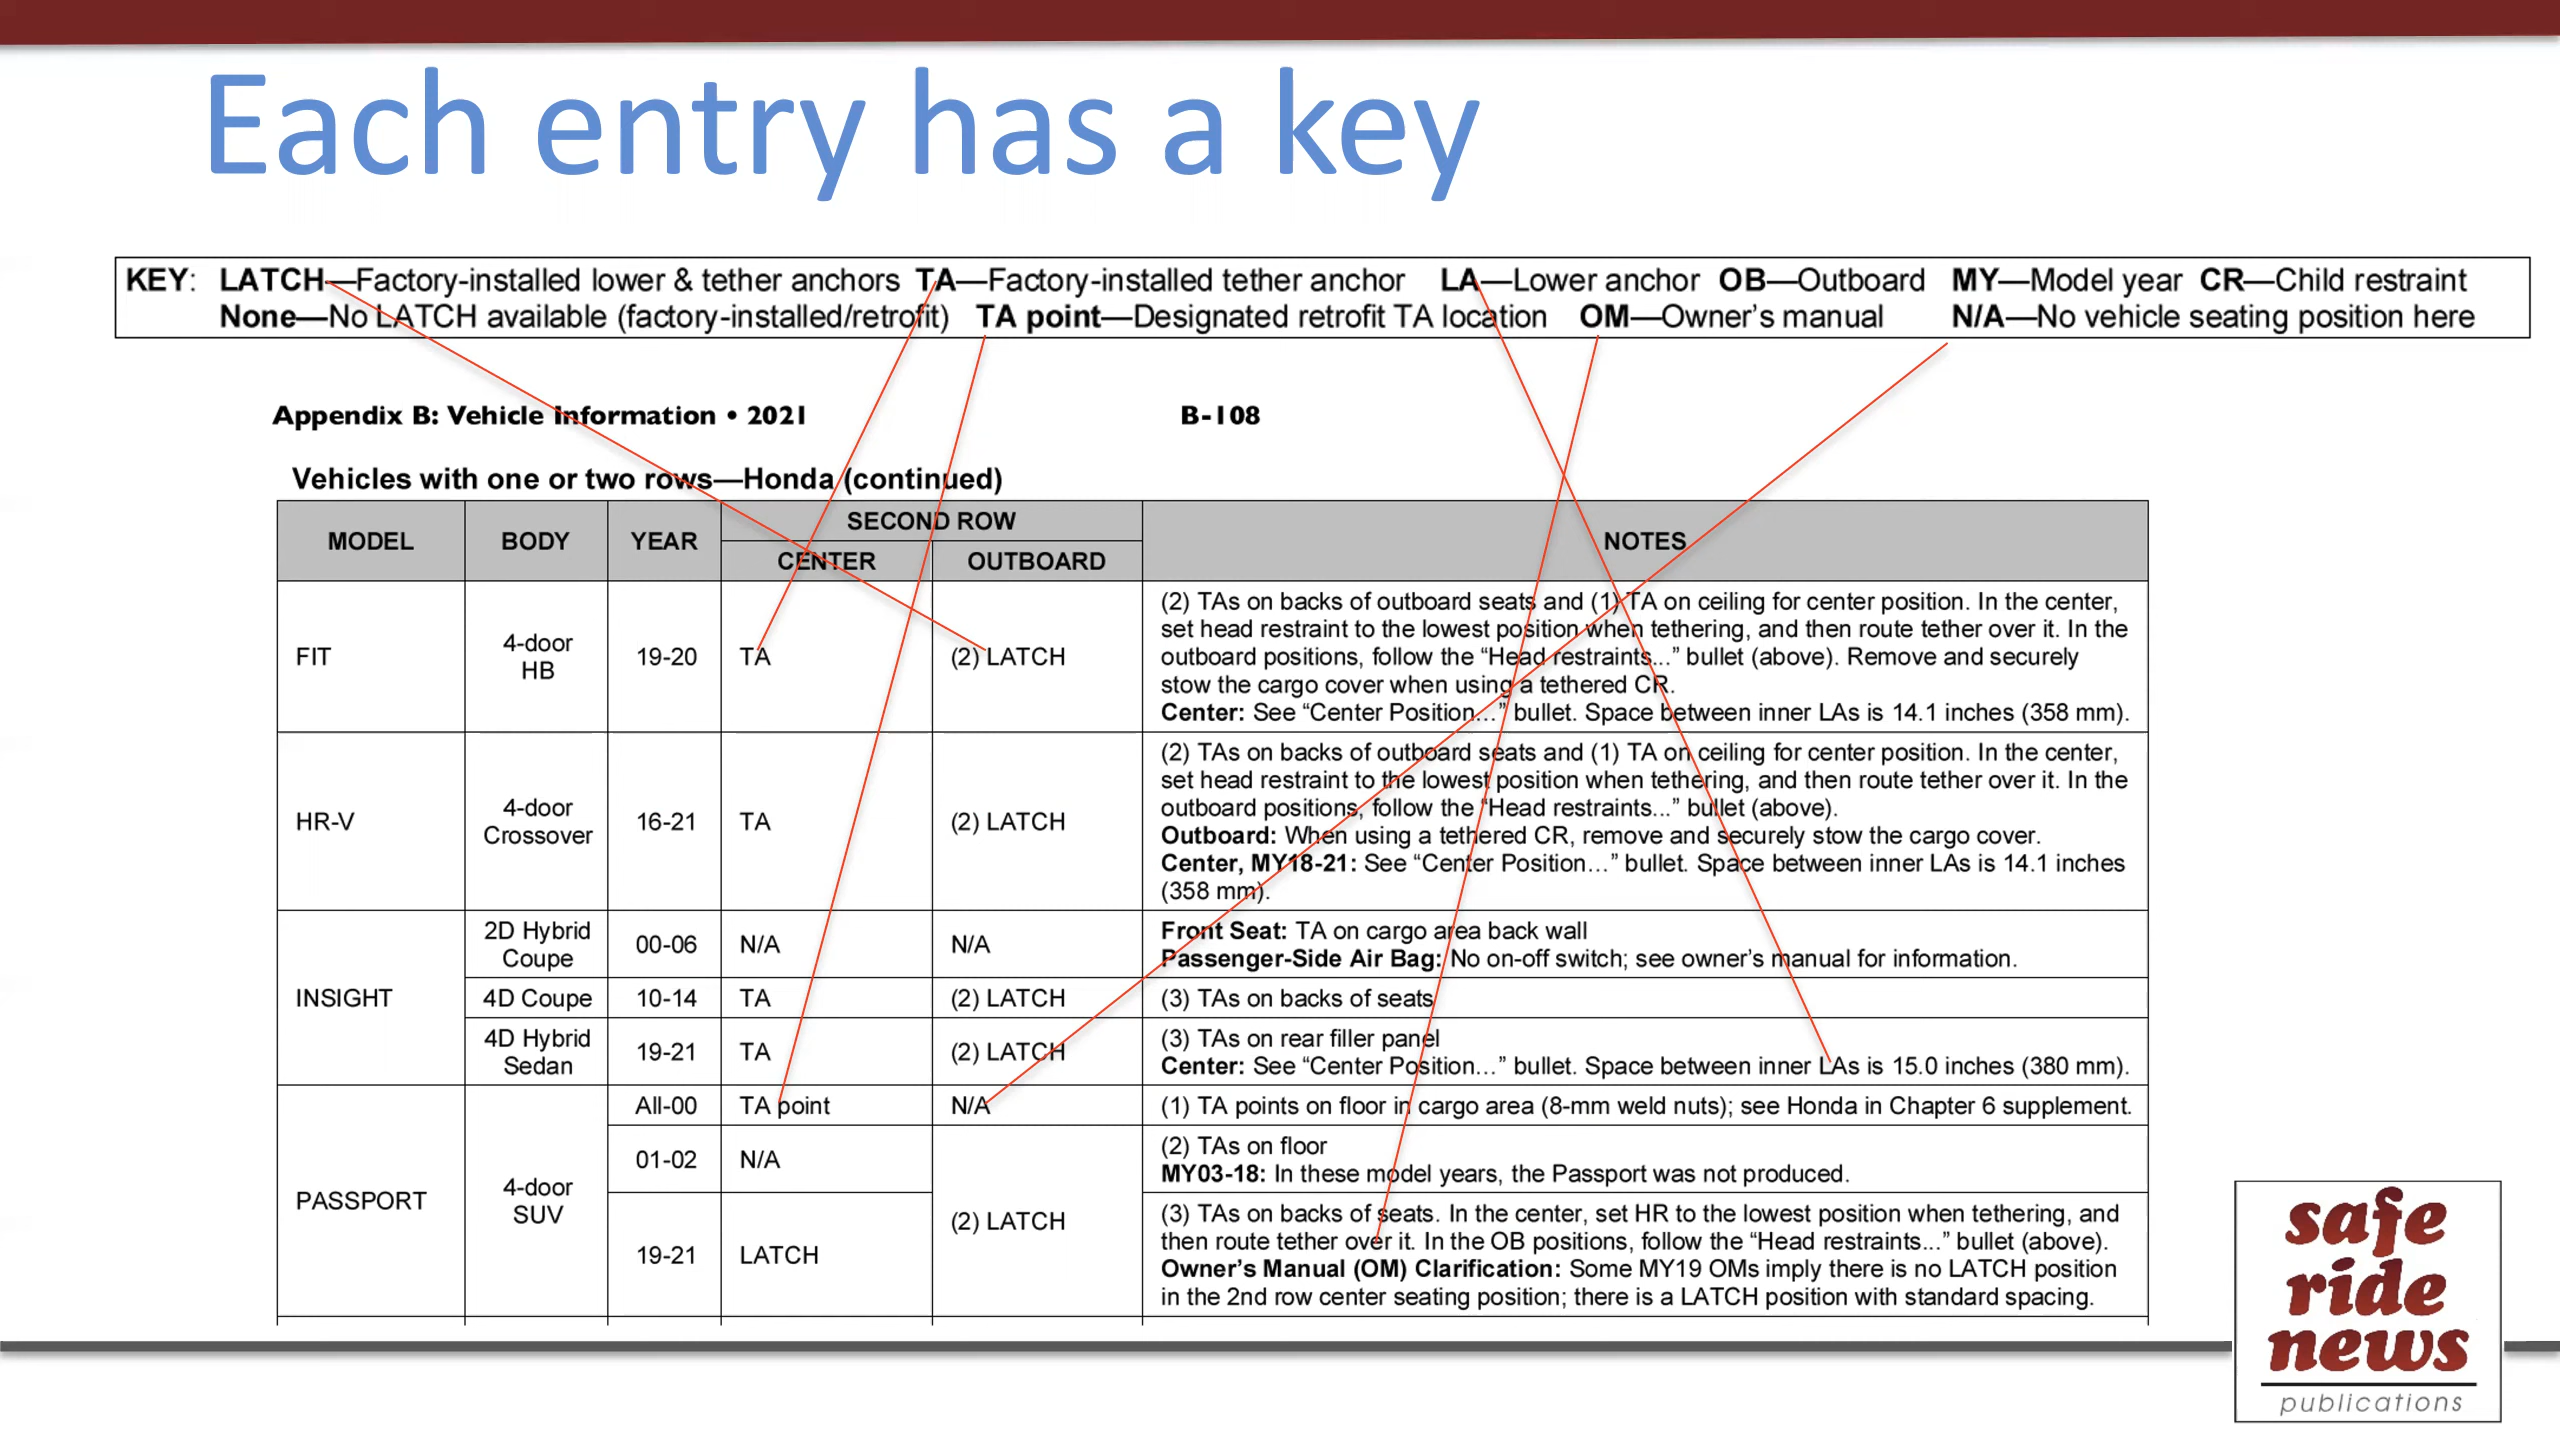 Each entry has a key
KEY: LATCH—Factory-installed lower & tether anchors TA—Factory-installed tether anchor LA—Lower anchor OB—Outboard MY—Model year CR—Child restraint
None—No LATCH available (factory-installed/retrofit) TA point—Designated retrofit TA location OM—Owner's manual N/A—No vehicle seating position here
Appendix B: Vehicle Information • 2021 B-108
Vehicles with one or two rows—Honda (continued)
MODEL BODY YEAR SECOND ROW NOTES
CENTER OUTBOARD
FIT
4-door
HB
19-20
TA
(2) LATCH
(2) TAs on backs of outboard seats and (1) TA on ceiling for center position. In the center,
set head restraint to the lowest position when tethering, and then route tether over it. In the
outboard positions, follow the “Head restraints...” bullet (above). Remove and securely
stow the cargo cover when using a tethered CR.
Center: See “Center Position...” bullet. Space between inner LAs is 14.1 inches (358 mm).
HR-V
4-door
Crossover
16-21
TA
(2) LATCH
(2) TAs on backs of outboard seats and (1) TA on ceiling for center position. In the center,
set head restraint to the lowest position when tethering, and then route tether over it. In the
outboard positions, follow the “Head restraints...” bullet (above).
Outboard: When using a tethered CR, remove and securely stow the cargo cover.
Center, MY18-21: See “Center Position...” bullet. Space between inner LAs is 14.1 inches
(358 mm).
INSIGHT
2D Hybrid
Coupe
00-06
N/A
N/A
Front Seat: TA on cargo area back wall
Passenger-Side Air Bag: No on-off switch; see owner's manual for information.
4D Coupe
10-14
TA
(2) LATCH
(3) TAs on backs of seats
4D Hybrid
Sedan
19-21
TA
(2) LATCH
(3) TAs on rear filler panel
Center: See “Center Position...” bullet. Space between inner LAs is 15.0 inches (380 mm).
PASSPORT
4-door
SUV
All-00
TA point
N/A
(1) TA points on floor in cargo area (8-mm weld nuts); see Honda in Chapter 6 supplement.
01-02
N/A
(2) LATCH
(2) TAs on floor
MY03-18: In these model years, the Passport was not produced.
19-21
LATCH
(3) TAs on backs of seats. In the center, set HR to the lowest position when tethering, and
then route tether over it. In the OB positions, follow the “Head restraints...” bullet (above).
Owner's Manual (OM) Clarification: Some MY19 OMs imply there is no LATCH position
in the 2nd row center seating position; there is a LATCH position with standard spacing.
safe
ride
news
publications